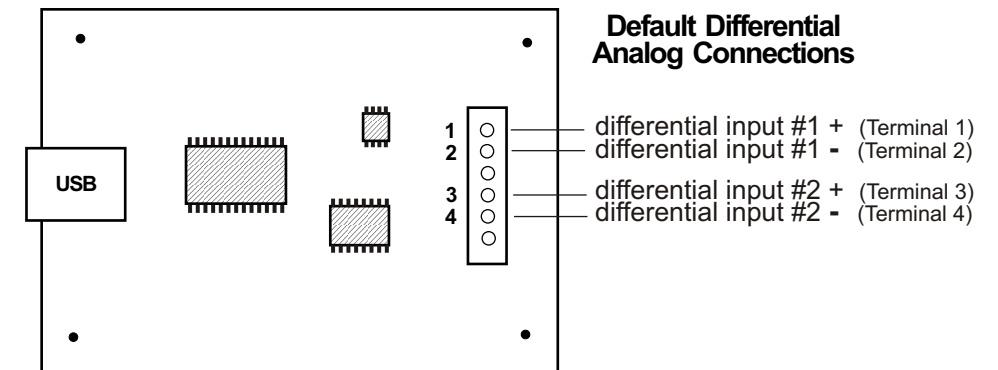 Default Differential
Analog Connections
USB
1
2
3
4
differential input #1 + (Terminal 1)
differential input #1 - (Terminal 2)
differential input #2 + (Terminal 3)
differential input #2 - (Terminal 4)